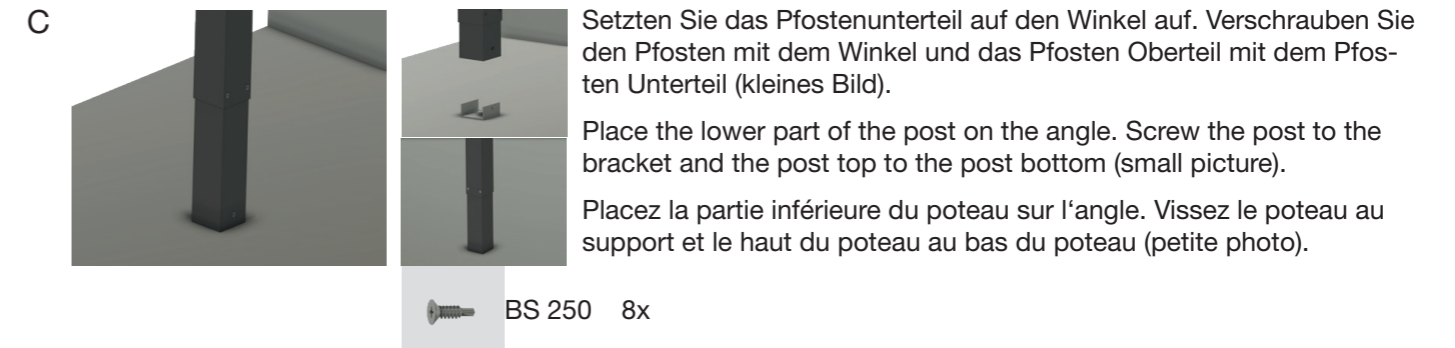 C
Setzten Sie das Pfostenunterteil auf den Winkel auf. Verschrauben Sie
den Pfosten mit dem Winkel und das Pfosten Oberteil mit dem Pfos-
ten Unterteil (kleines Bild).
Place the lower part of the post on the angle. Screw the post to the
bracket and the post top to the post bottom (small picture).
Placez la partie inférieure du poteau sur l‘angle. Vissez le poteau au
support et le haut du poteau au bas du poteau (petite photo).
BS 250 8x